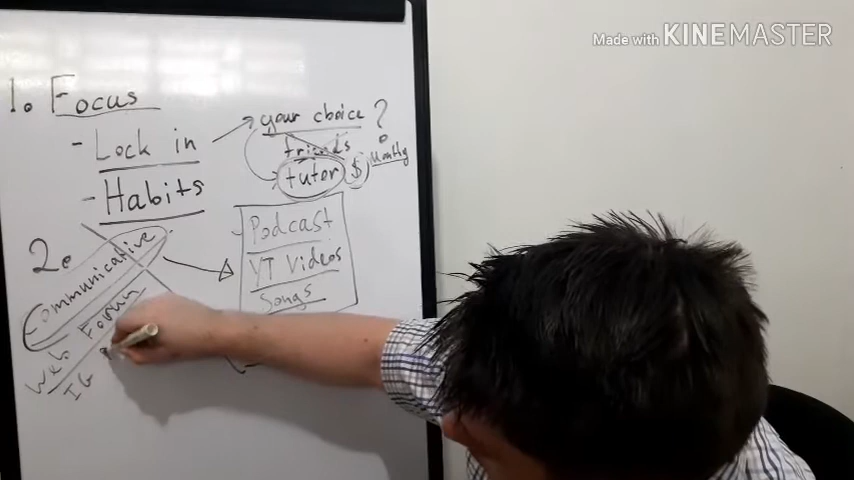 Made with KINEMASTER
1. Focus
- Lock in
- Habits
your choice ?
friends
tutor $ Monthly
2.
Communicative
Web Forum
IG
Podcast
YT Videos
Songs